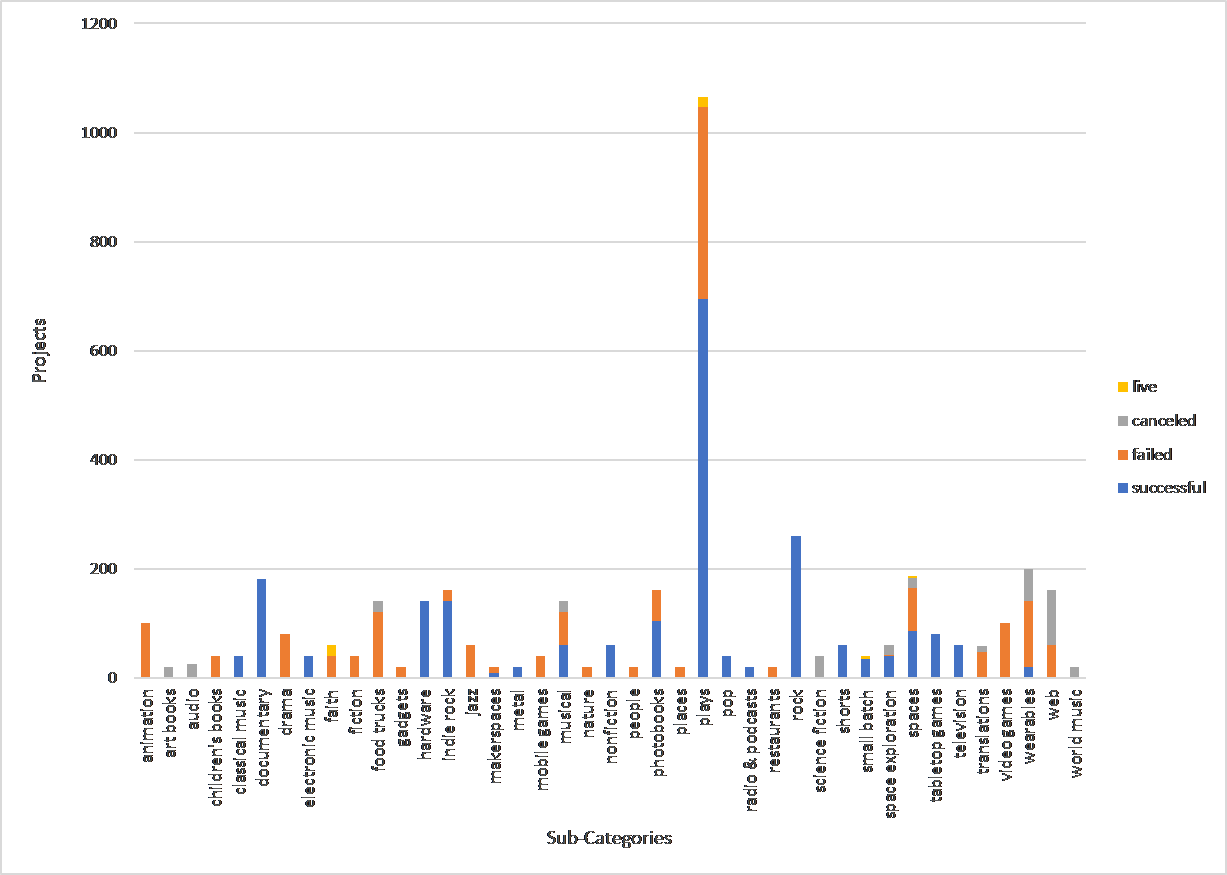 1200
1000
800
600
400
200
0
Projects
live
canceled
failed
successful
animation
art books
audio
children's books
classical music
documentary
drama
electronic music
faith
fiction
food trucks
gadgets
hardware
indie rock
jazz
makerspaces
metal
mobile games
musical
nature
nonfiction
people
photobooks
places
plays
pop
radio & podcasts
restaurants
rock
science fiction
shorts
small batch
space exploration
spaces
tabletop games
television
translations
video games
wearables
web
world music
Sub-Categories